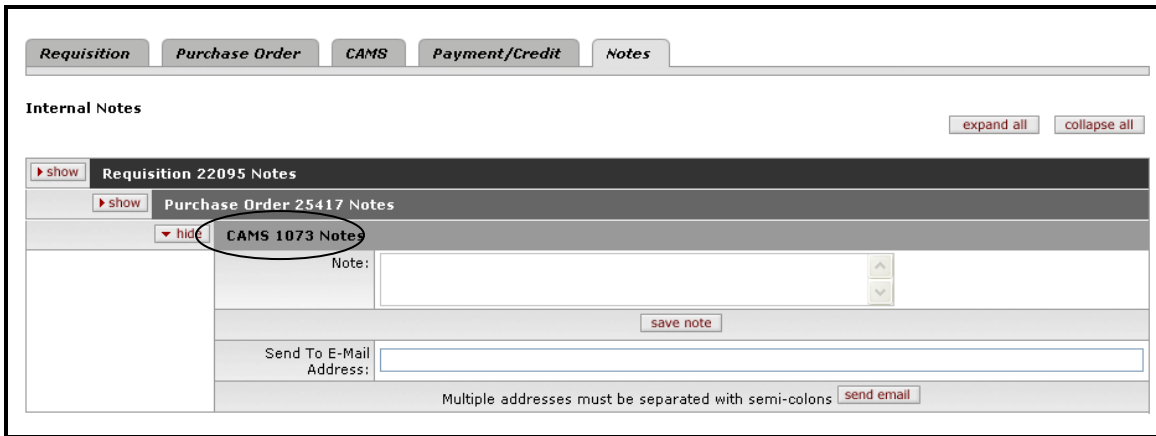 Requisition Purchase Order CAMS Payment/Credit Notes
Internal Notes
expand all collapse all
show Requisition 22095 Notes
show Purchase Order 25417 Notes
hide CAMS 1073 Notes
Note:
save note
Send To E-Mail
Address:
Multiple addresses must be separated with semi-colons send email